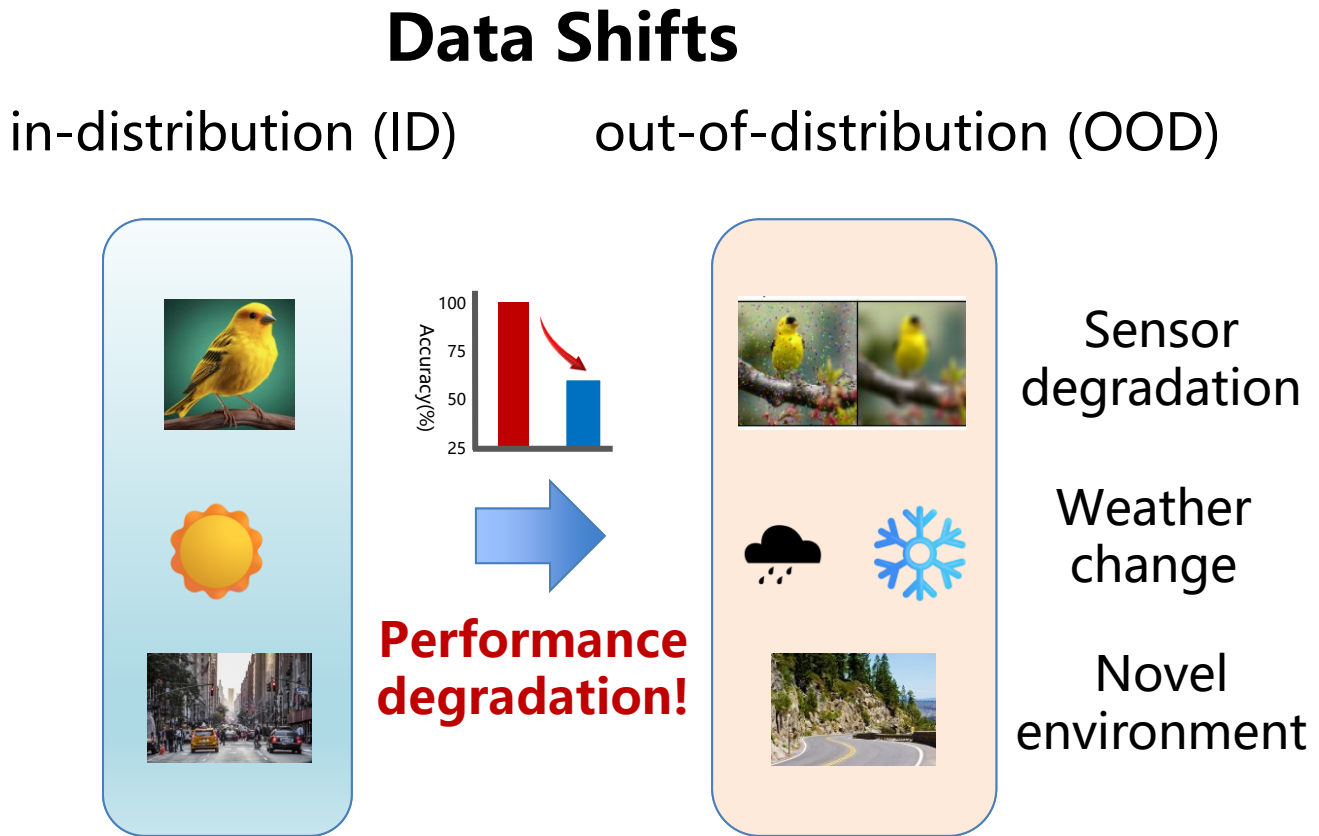 Data Shifts
in-distribution (ID)
out-of-distribution (OOD)
100
75
50
25
Accuracy(%)
Performance
degradation!
Sensor
degradation
Weather
change
Novel
environment